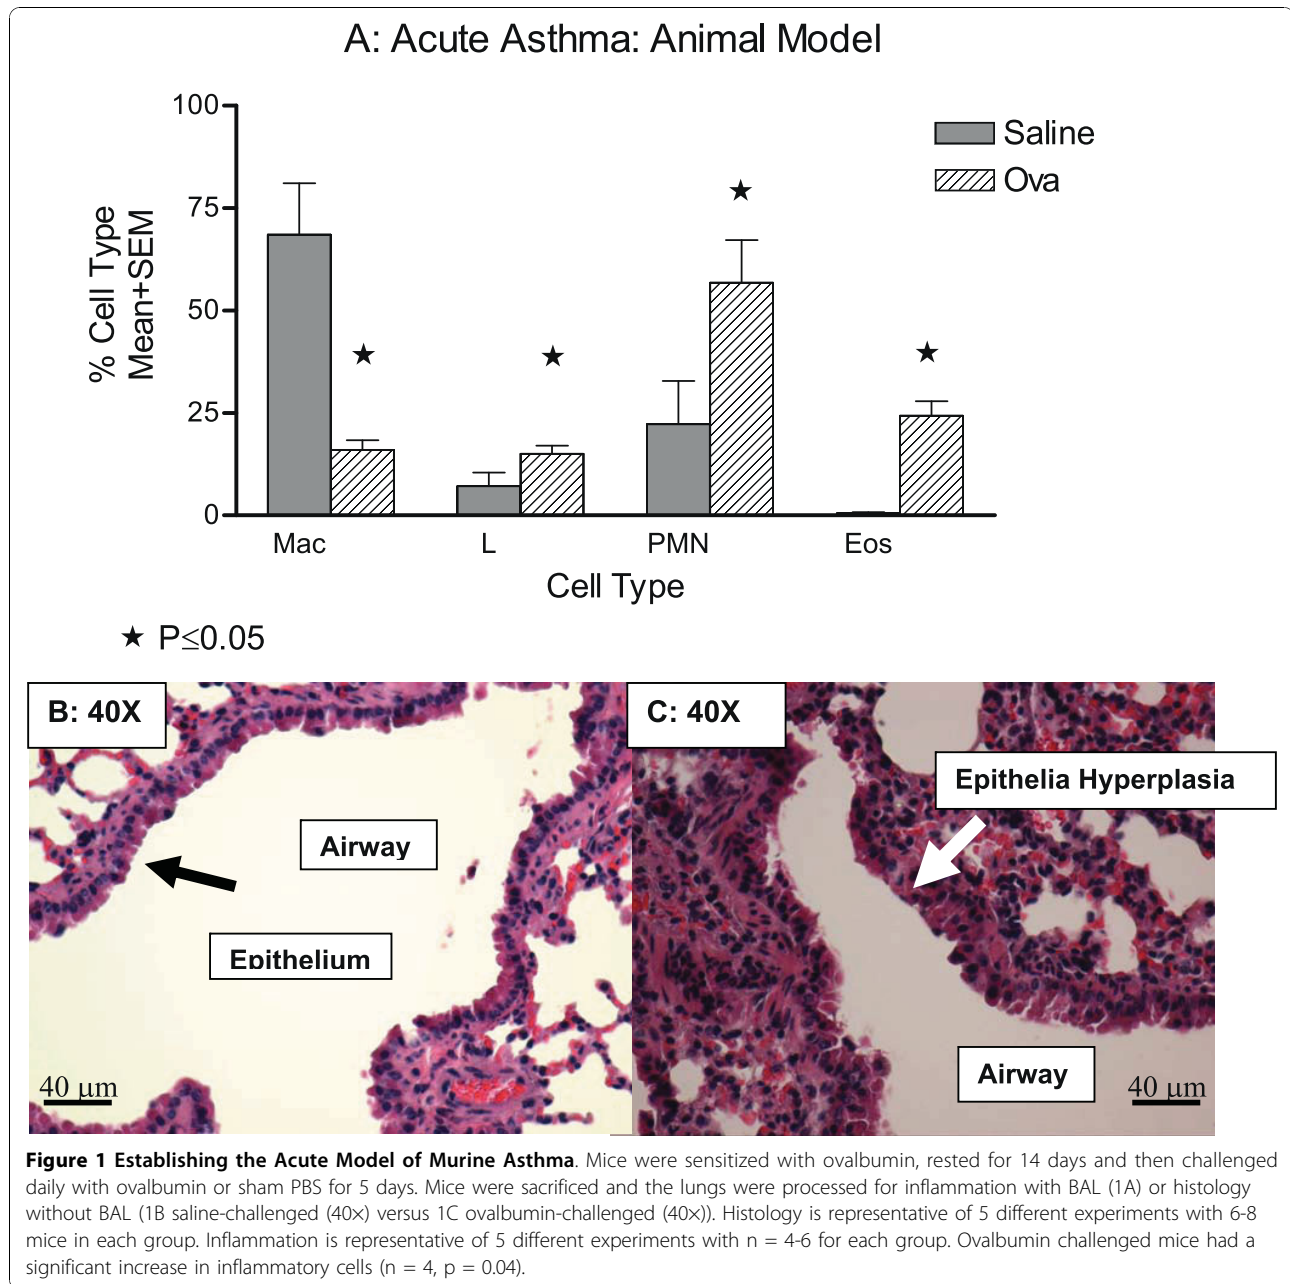 A: Acute Asthma: Animal Model
100
75
50
25
0
% Cell Type
Mean+SEM
Saline
Ova
★
★
★
★
Mac
L
PMN
Eos
Cell Type
★ P≤0.05
B: 40X
Airway
Epithelium
40 µm
C: 40X
Epithelia Hyperplasia
Airway
40 µm
Figure 1 Establishing the Acute Model of Murine Asthma. Mice were sensitized with ovalbumin, rested for 14 days and then challenged
daily with ovalbumin or sham PBS for 5 days. Mice were sacrificed and the lungs were processed for inflammation with BAL (1A) or histology
without BAL (1B saline-challenged (40×) versus 1C ovalbumin-challenged (40×)). Histology is representative of 5 different experiments with 6-8
mice in each group. Inflammation is representative of 5 different experiments with n = 4-6 for each group. Ovalbumin challenged mice had a
significant increase in inflammatory cells (n = 4, p = 0.04).